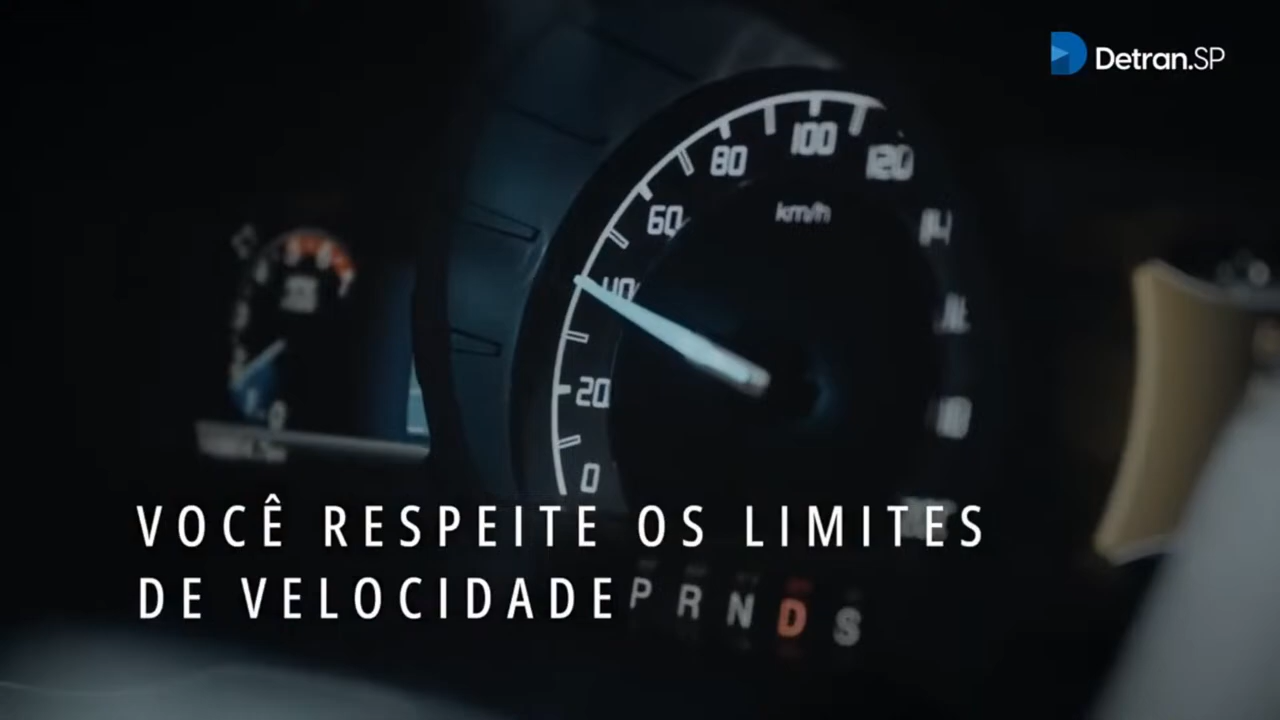 Detran.SP
120
100
80
km/h
60
40
20
0
VOCÊ RESPEITE OS LIMITES
DE VELOCIDADE
P R N D S